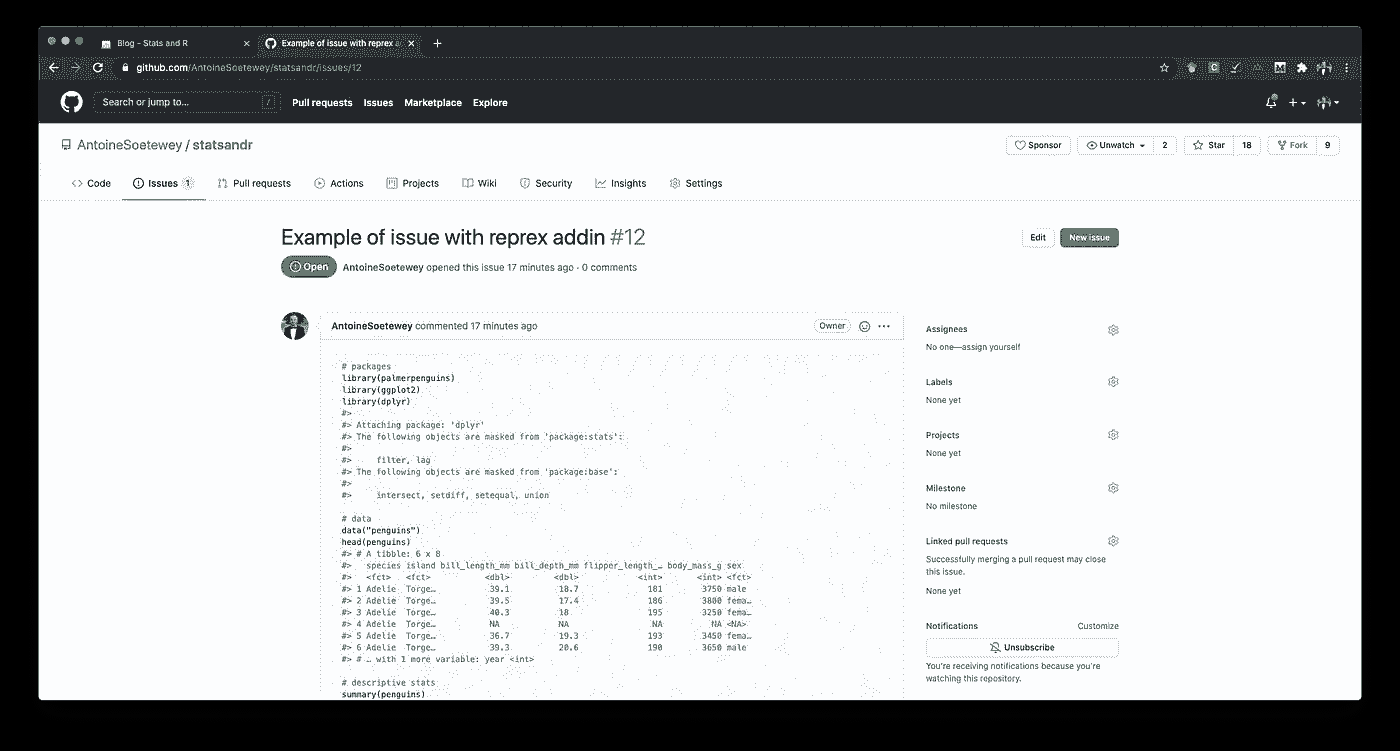 Blog - Stats and R
Example of issue with reprex a
github.com/AntoineSoetewey/statsandr/issues/12
Search or jump to...
/
Pull requests
Issues
Marketplace
Explore
AntoineSoetewey / statsandr
Sponsor
Unwatch
2
Star
18
Fork
9
Code
Issues 1
Pull requests
Actions
Projects
Wiki
Security
Insights
Settings
Example of issue with reprex addin #12
Edit
New issue
Open
AntoineSoetewey opened this issue 17 minutes ago · 0 comments
AntoineSoetewey commented 17 minutes ago
Owner
# packages
library(palmerpenguins)
library(ggplot2)
library(dplyr)
#>
#> Attaching package: 'dplyr'
#> The following objects are masked from 'package:stats':
#>
#>     filter, lag
#> The following objects are masked from 'package:base':
#>
#>     intersect, setdiff, setequal, union
# data
data("penguins")
head(penguins)
#> # A tibble: 6 x 8
#>   species island bill_length_mm bill_depth_mm flipper_length_… body_mass_g sex
#>   <fct>   <fct>           <dbl>         <dbl>            <int>       <int> <fct>
#> 1 Adelie  Torge…           39.1          18.7              181        3750 male
#> 2 Adelie  Torge…           39.5          17.4              186        3800 fema…
#> 3 Adelie  Torge…           40.3          18                195        3250 fema…
#> 4 Adelie  Torge…           NA            NA                 NA          NA <NA>
#> 5 Adelie  Torge…           36.7          19.3              193        3450 fema…
#> 6 Adelie  Torge…           39.3          20.6              190        3650 male
#> # … with 1 more variable: year <int>
# descriptive stats
summary(penguins)
Assignees
No one—assign yourself
Labels
None yet
Projects
None yet
Milestone
No milestone
Linked pull requests
Successfully merging a pull request may close
this issue.
None yet
Notifications
Customize
Unsubscribe
You're receiving notifications because you're
watching this repository.